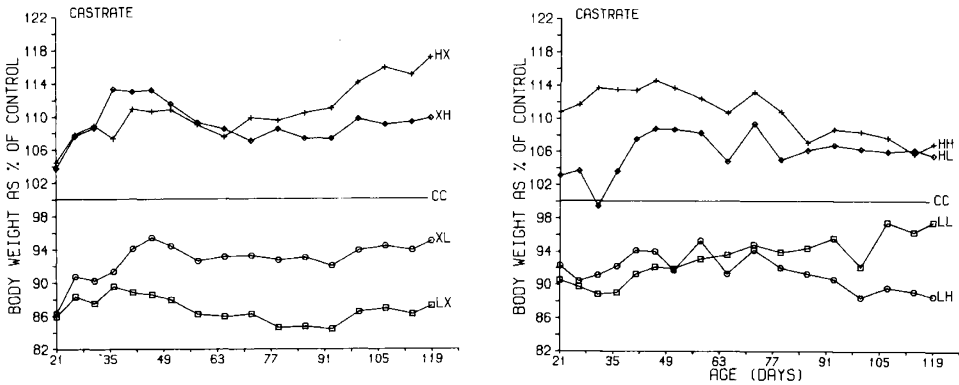 CASTRATE
122
118
114
110
106
102
98
94
90
86
82
BODY WEIGHT AS % OF CONTROL
HX
XH
CC
XL
LX
21 35 49 63 77 91 105 119
CASTRATE
122
118
114
110
106
102
98
94
90
86
82
BODY WEIGHT AS % OF CONTROL
HH
HL
CC
LL
LH
21 35 49 63 77 91 105 119
AGE (DAYS)